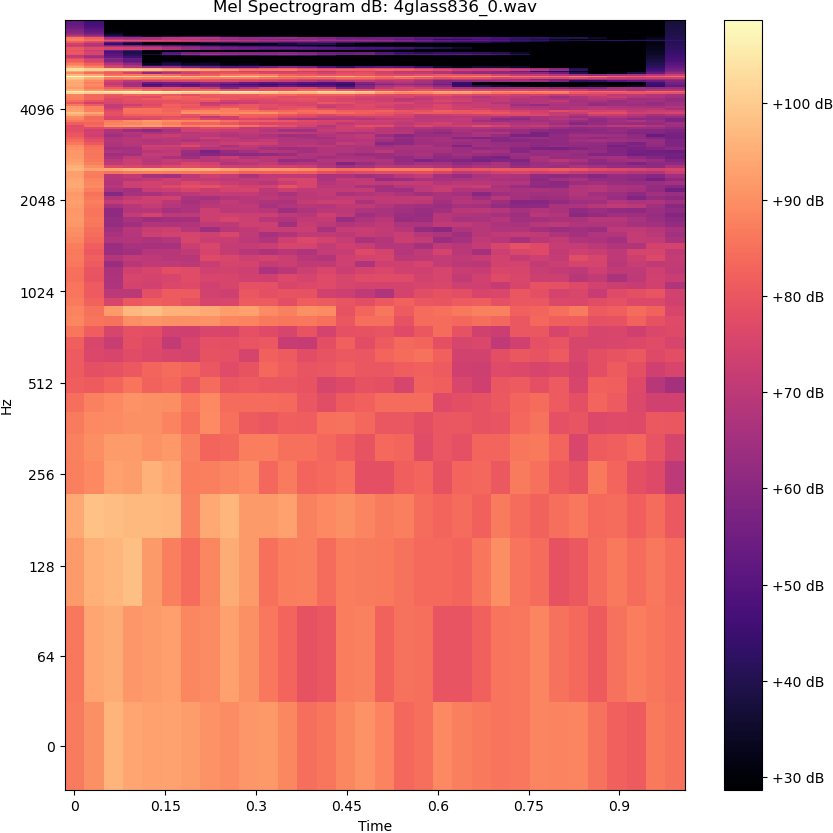 Mel Spectrogram dB: 4glass836_0.wav
4096
2048
1024
512
256
128
64
0
Hz
0
0.15
0.3
0.45
0.6
0.75
0.9
Time
+100 dB
+90 dB
+80 dB
+70 dB
+60 dB
+50 dB
+40 dB
+30 dB